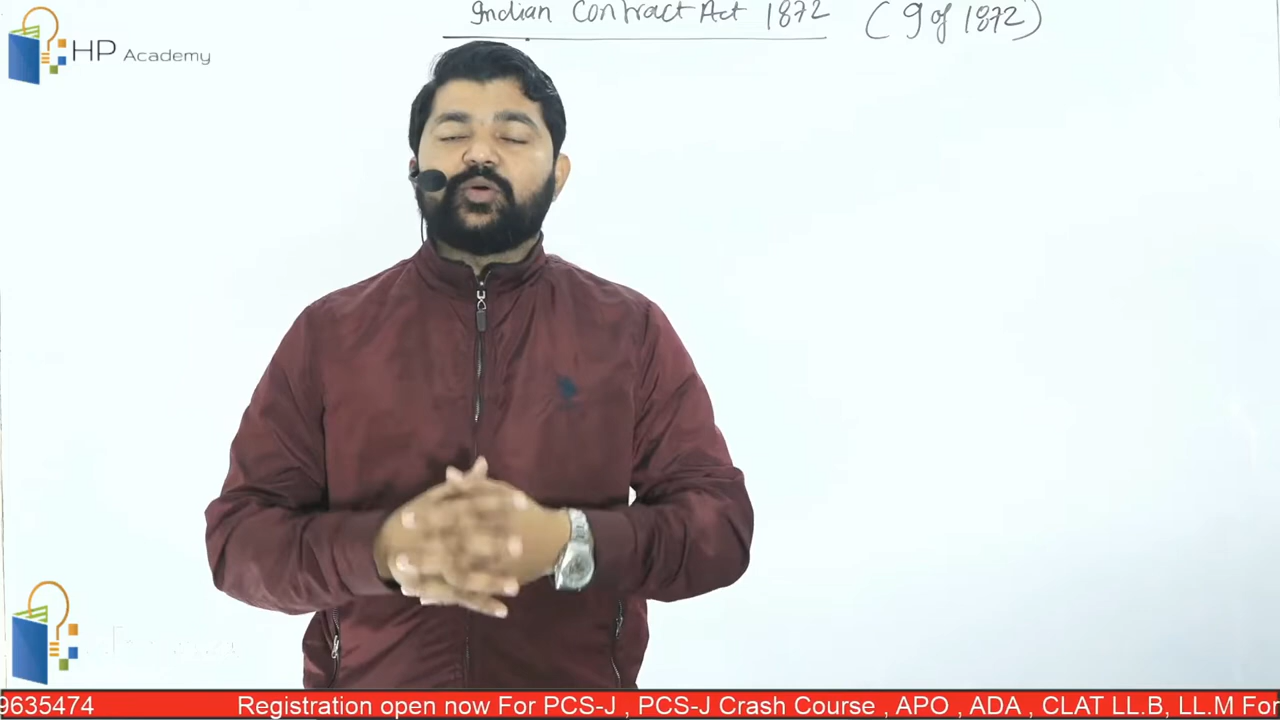 Indian Contract Act 1872 (9 of 1872)
HP Academy
9635474 Registration open now For PCS-J , PCS-J Crash Course , APO , ADA , CLAT LL.B, LL.M For